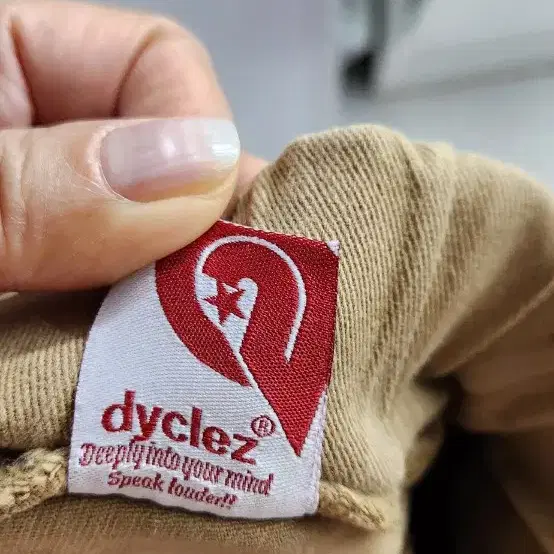 dyclez®
Deeply into your mind
Speak louder!!